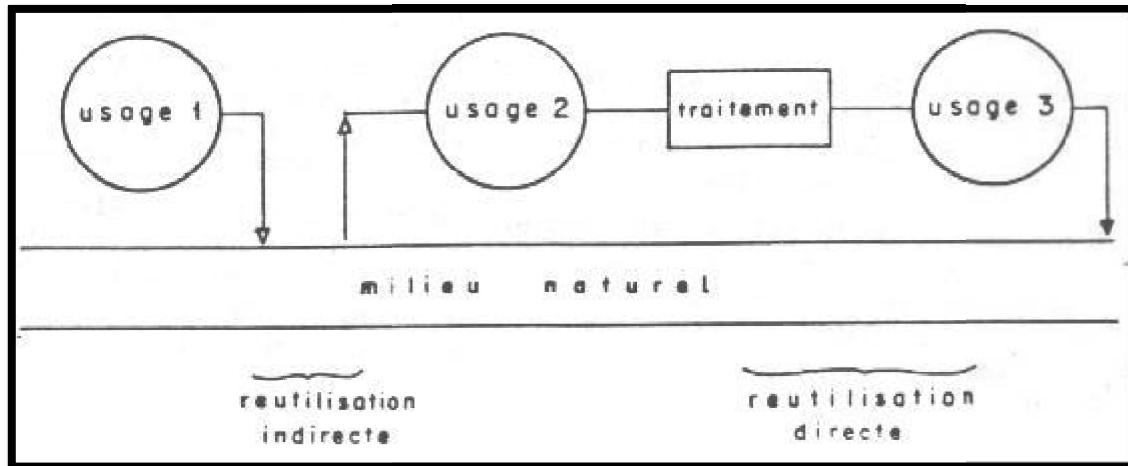 usage 1
usage 2
traitement
usage 3
milieu naturel
reutilisation
indirecte
reutilisation
directe